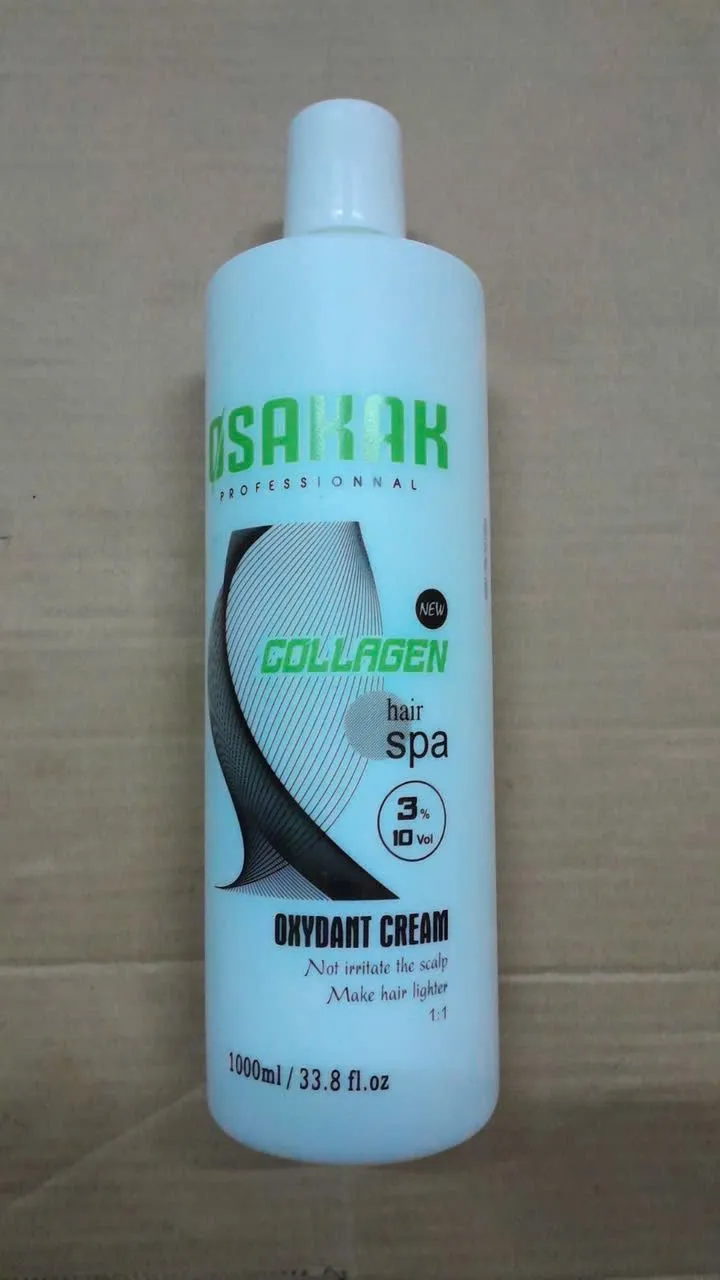 ØSAKAK
PROFESSIONNAL
NEW
COLLAGEN
hair
spa
3%
10 Vol
OXYDANT CREAM
Not irritate the scalp
Make hair lighter
1:1
1000ml / 33.8 fl.oz